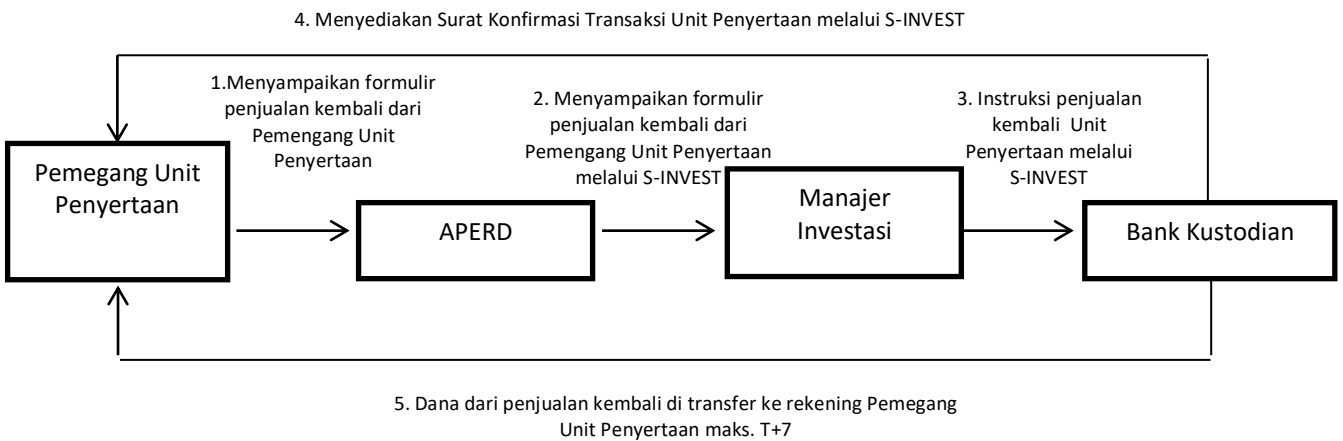 4. Menyediakan Surat Konfirmasi Transaksi Unit Penyertaan melalui S-INVEST
1.Menyampaikan formulir
penjualan kembali dari
Pemengang Unit
Penyertaan
2. Menyampaikan formulir
penjualan kembali dari
Pemengang Unit Penyertaan
melalui S-INVEST
3. Instruksi penjualan
kembali Unit
Penyertaan melalui
S-INVEST
Pemegang Unit
Penyertaan
APERD
Manajer
Investasi
Bank Kustodian
5. Dana dari penjualan kembali di transfer ke rekening Pemegang
Unit Penyertaan maks. T+7